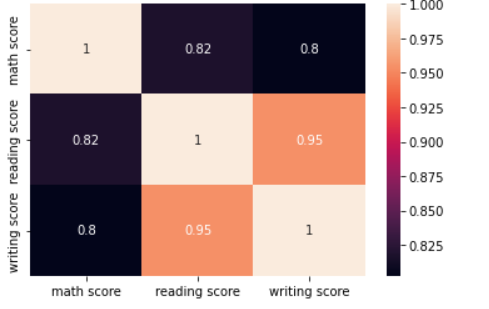 math score 1 0.82 0.8
reading score 0.82 1 0.95
writing score 0.8 0.95 1
math score reading score writing score
1.000
0.975
0.950
0.925
0.900
0.875
0.850
0.825